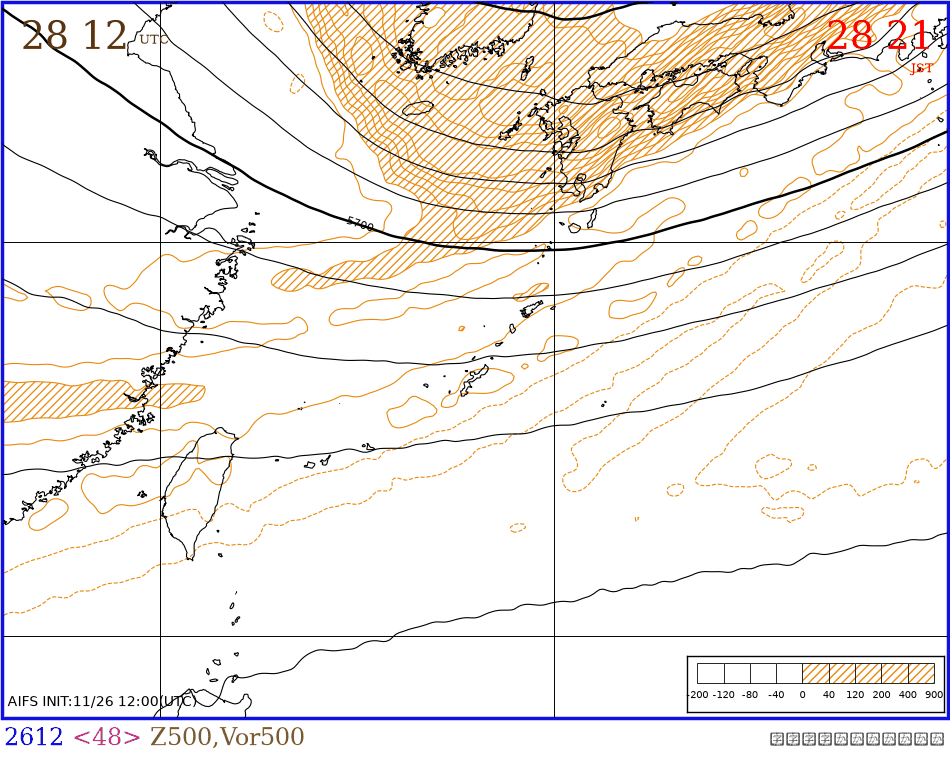 28 12 UTC
28 21
JST
5700
-200 -120 -80 -40 0 40 120 200 400 900
AIFS INIT:11/26 12:00(UTC)
2612 <48> Z500,Vor500